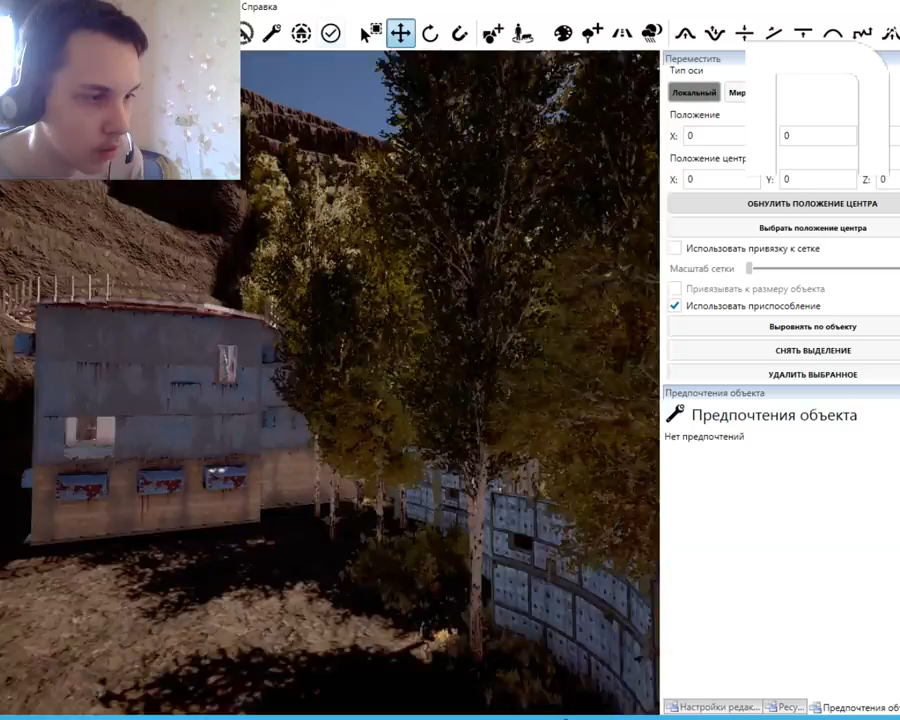 Справка
Переместить
Тип оси
Локальный Мир
Положение
X: 0 0
Положение центр
X: 0 Y: 0 Z: 0
ОБНУЛИТЬ ПОЛОЖЕНИЕ ЦЕНТРА
Выбрать положение центра
Использовать привязку к сетке
Масштаб сетки
Привязывать к размеру объекта
Использовать приспособление
Выровнять по объекту
СНЯТЬ ВЫДЕЛЕНИЕ
УДАЛИТЬ ВЫБРАННОЕ
Предпочтения объекта
Предпочтения объекта
Нет предпочтений
Настройки редак... Ресу... Предпочтения об